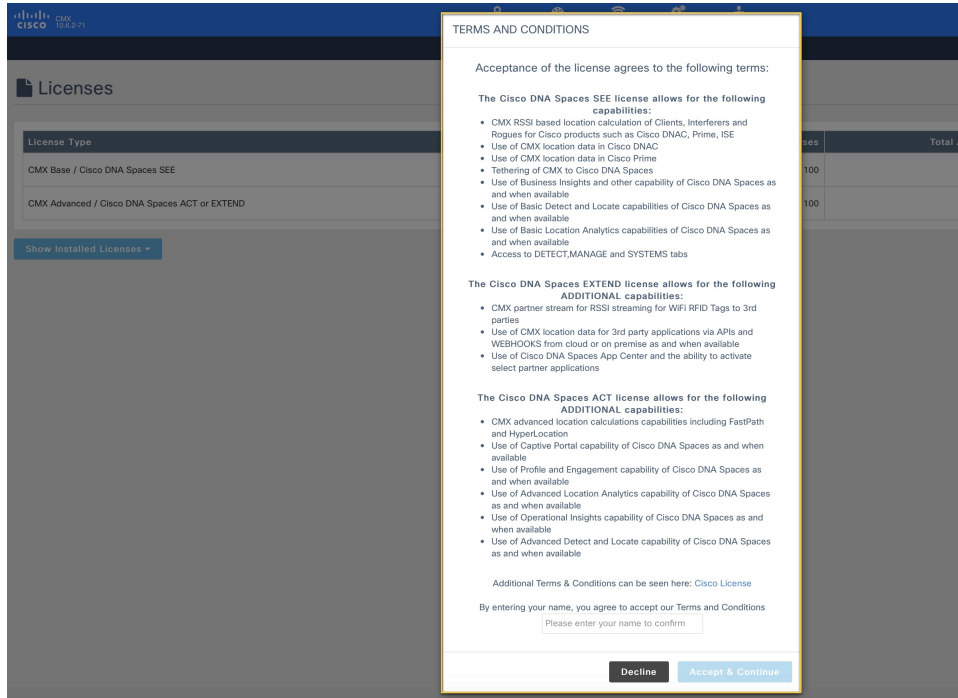 CISCO CMX
10.6.2-71
Licenses
License Type
CMX Base / Cisco DNA Spaces SEE
CMX Advanced / Cisco DNA Spaces ACT or EXTEND
Show Installed Licenses
ses
Total
100
100
TERMS AND CONDITIONS
Acceptance of the license agrees to the following terms:
The Cisco DNA Spaces SEE license allows for the following
capabilities:
• CMX RSSI based location calculation of Clients, Interferers and
Rogues for Cisco products such as Cisco DNAC, Prime, ISE
• Use of CMX location data in Cisco DNAC
• Use of CMX location data in Cisco Prime
• Tethering of CMX to Cisco DNA Spaces
• Use of Business Insights and other capability of Cisco DNA Spaces as
and when available
• Use of Basic Detect and Locate capabilities of Cisco DNA Spaces as
and when available
• Use of Basic Location Analytics capabilities of Cisco DNA Spaces as
and when available
• Access to DETECT,MANAGE and SYSTEMS tabs
The Cisco DNA Spaces EXTEND license allows for the following
ADDITIONAL capabilities:
• CMX partner stream for RSSI streaming for WiFi RFID Tags to 3rd
parties
• Use of CMX location data for 3rd party applications via APIs and
WEBHOOKS from cloud or on premise as and when available
• Use of Cisco DNA Spaces App Center and the ability to activate
select partner applications
The Cisco DNA Spaces ACT license allows for the following
ADDITIONAL capabilities:
• CMX advanced location calculations capabilities including FastPath
and HyperLocation
• Use of Captive Portal capability of Cisco DNA Spaces as and when
available
• Use of Profile and Engagement capability of Cisco DNA Spaces as
and when available
• Use of Advanced Location Analytics capability of Cisco DNA Spaces
as and when available
• Use of Operational Insights capability of Cisco DNA Spaces as and
when available
• Use of Advanced Detect and Locate capability of Cisco DNA Spaces
as and when available
Additional Terms & Conditions can be seen here: Cisco License
By entering your name, you agree to accept our Terms and Conditions
Please enter your name to confirm
Decline
Accept & Continue